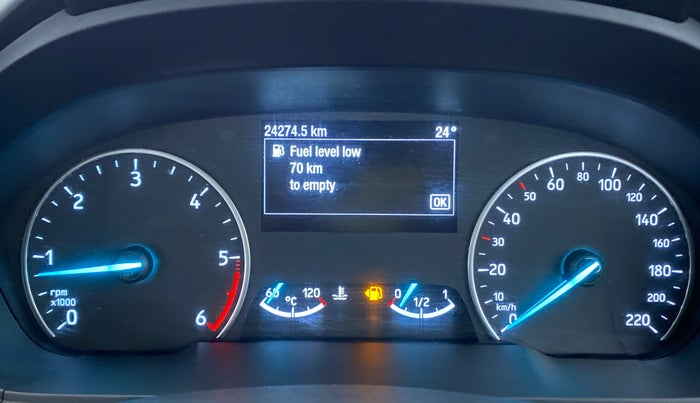 24274.5 km 24°
Fuel level low
70 km
to empty
OK
0 1 2 3 4 5 6
rpm
x1000
60 120
°C
0 1/2 1
0 10 20 30 40 50 60 80 100 120 140 160 180 200 220
km/h